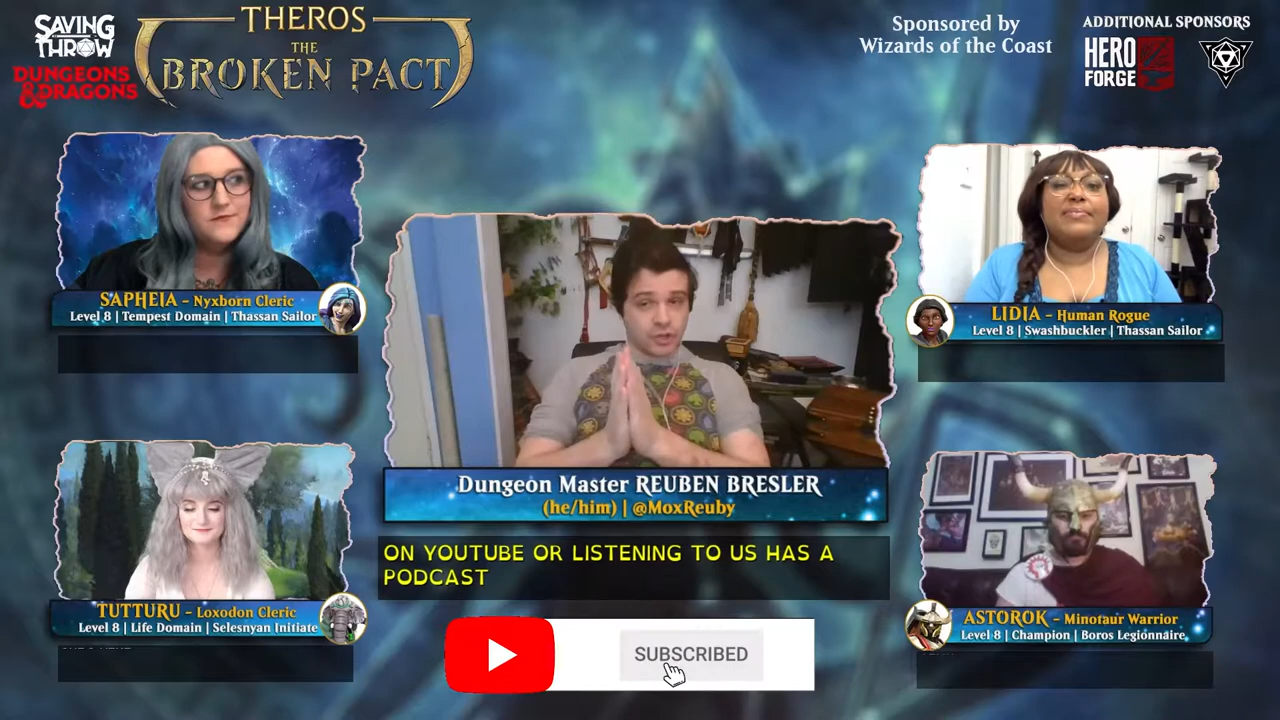 SAVING THROW
DUNGEONS & DRAGONS
THEROS
THE
BROKEN PACT
Sponsored by
Wizards of the Coast
ADDITIONAL SPONSORS
HERO
FORGE
SAPHEIA - Nyxborn Cleric
Level 8 | Tempest Domain | Thassan Sailor
LIDIA - Human Rogue
Level 8 | Swashbuckler | Thassan Sailor
Dungeon Master REUBEN BRESLER
(he/him) | @MoxReuby
ON YOUTUBE OR LISTENING TO US HAS A
PODCAST
TUTTURU - Loxodon Cleric
Level 8 | Life Domain | Selesnyan Initiate
ASTOROK - Minotaur Warrior
Level 8 | Champion | Boros Legionnaire
SUBSCRIBED